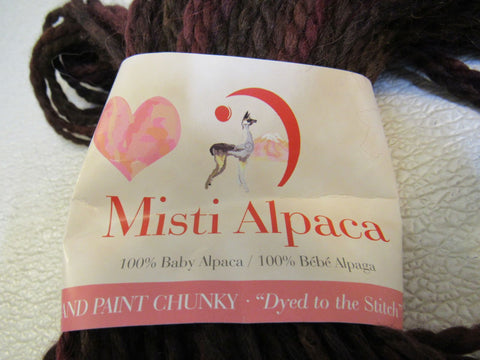 Misti Alpaca
100% Baby Alpaca / 100% Bébé Alpaga
AND PAINT CHUNKY · "Dyed to the Stitch"